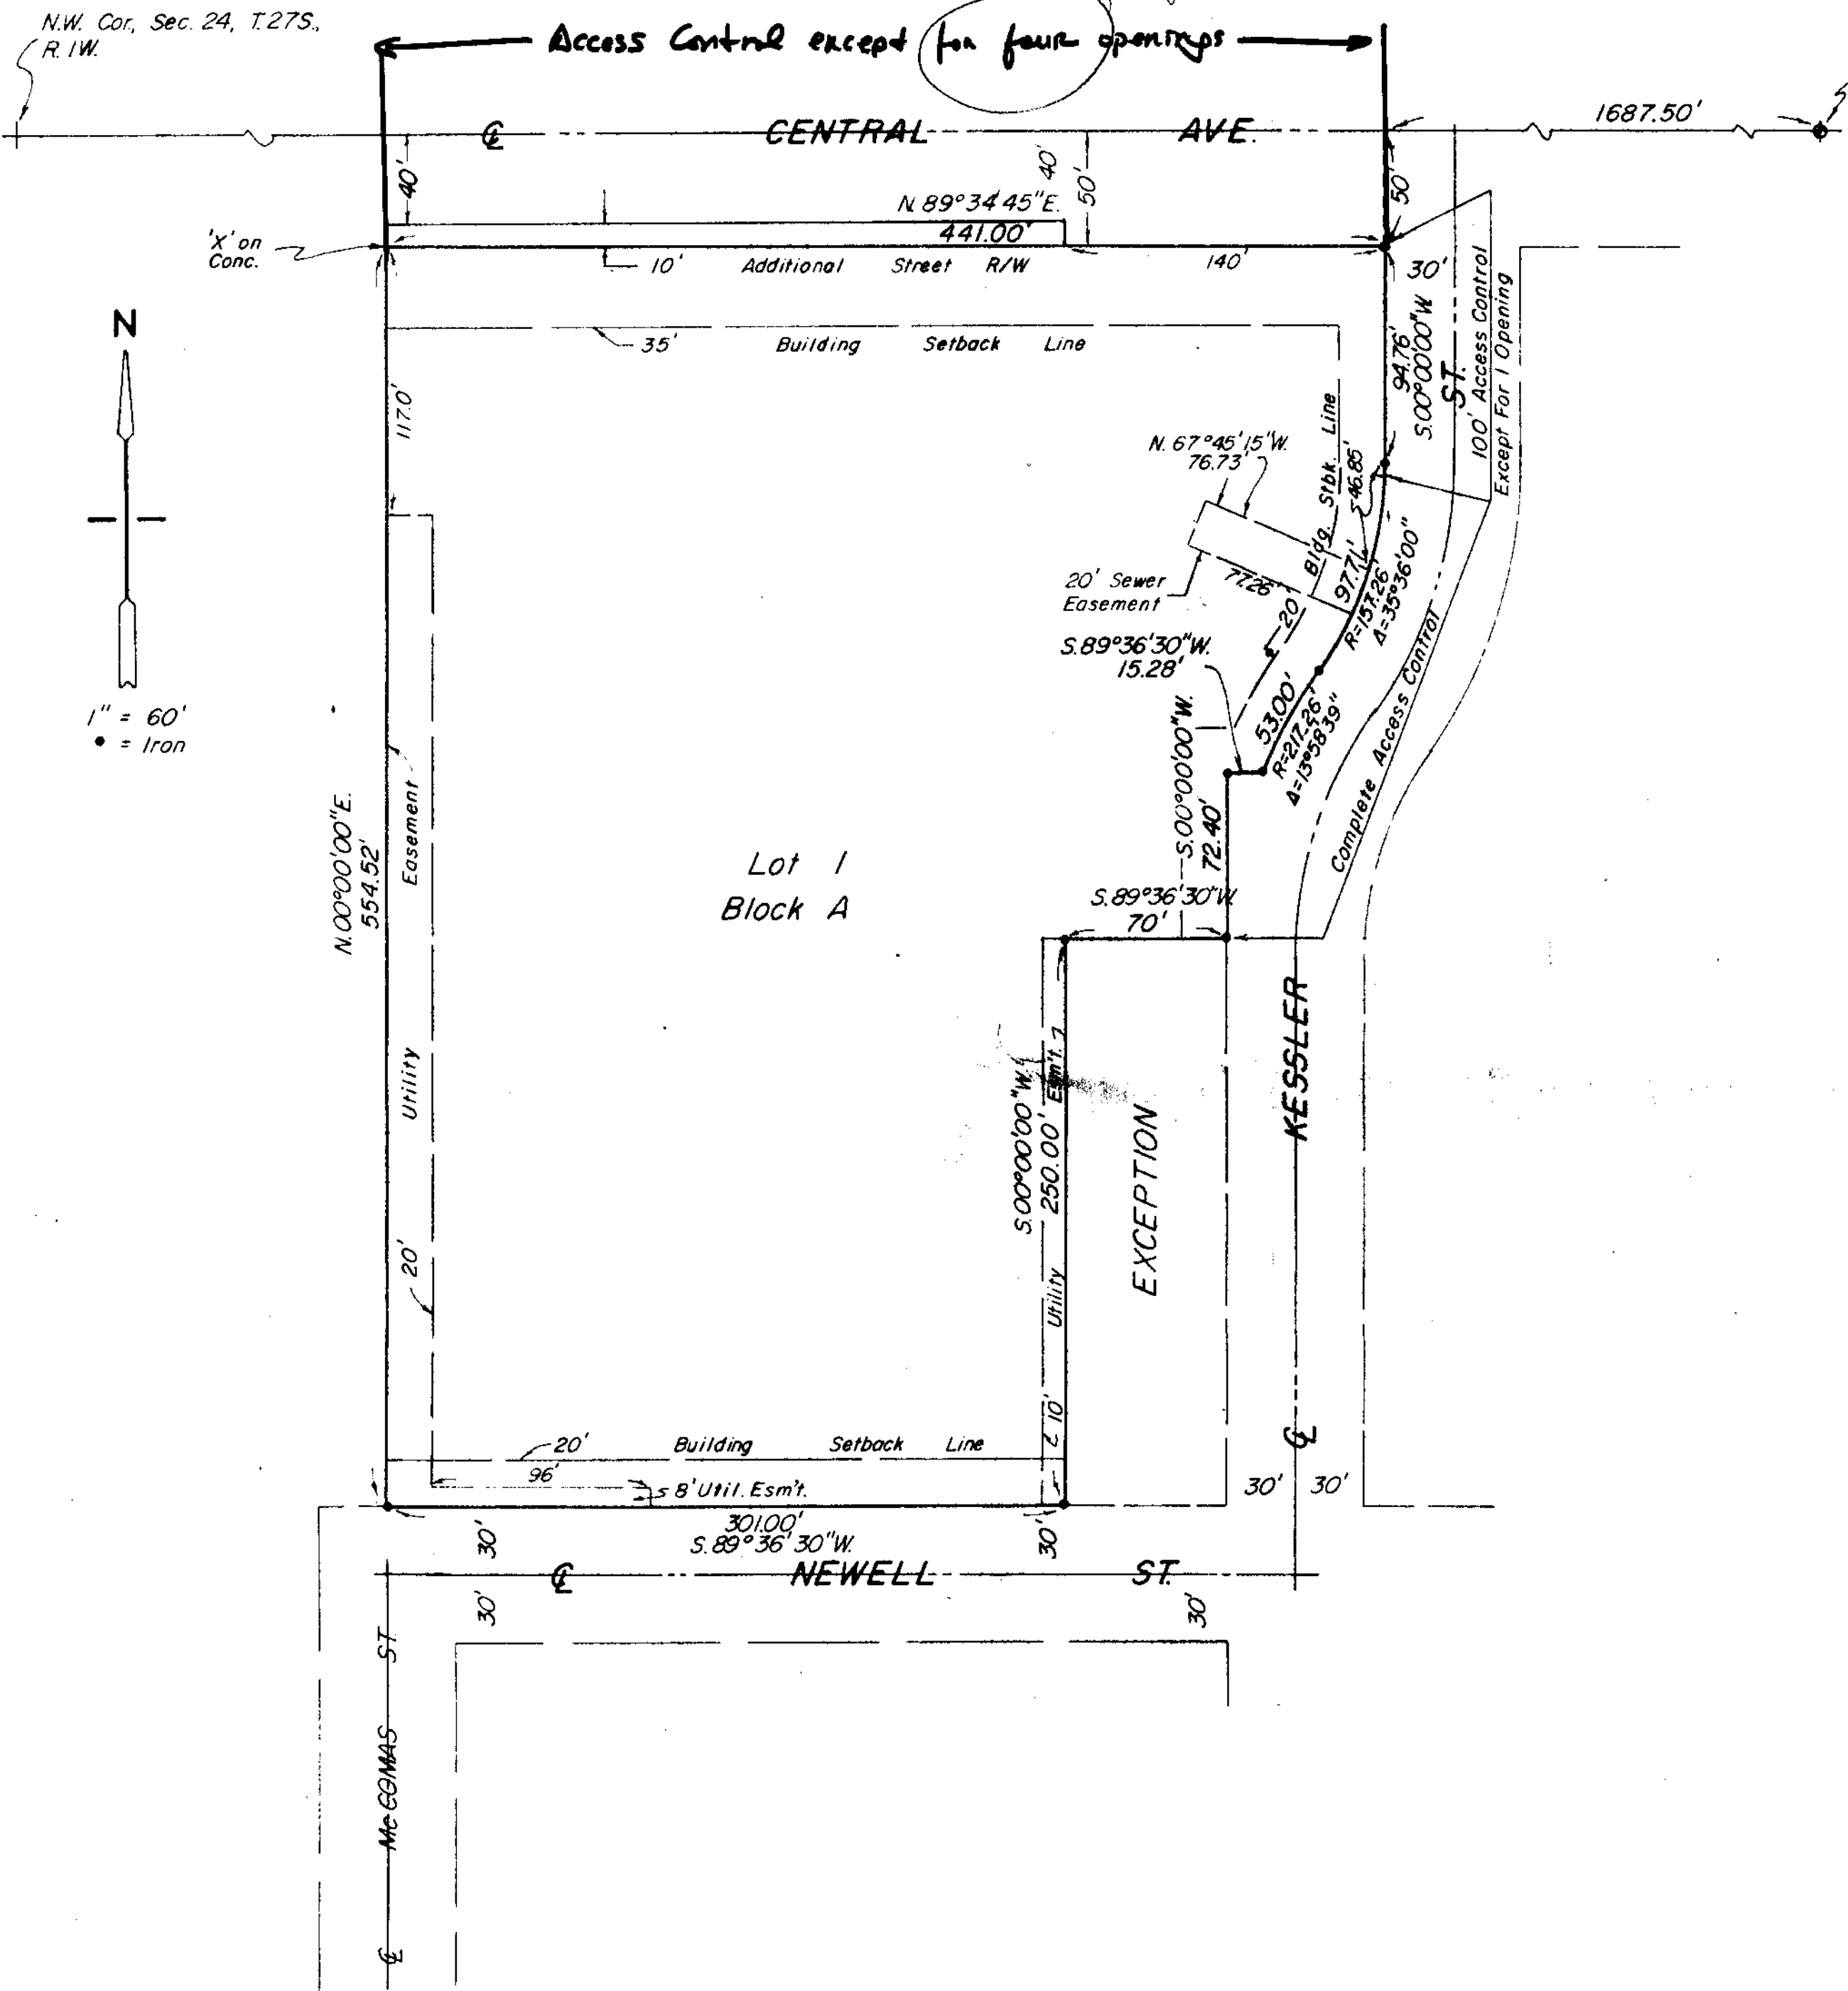 N.W. Cor., Sec. 24, T.27S.,
R.1W.
Access Control except for four openings
1687.50'
℄ CENTRAL AVE.
40'
40'
50'
50'
N.89°34'45"E.
441.00'
'X' on
Conc.
10' Additional Street R/W
140'
30'
35' Building Setback Line
N
1" = 60'
• = Iron
117.0'
94.76'
S.00°00'00"W
ST.
100' Access Control
Except For 1 Opening
N.67°45'15"W.
76.73'
Bldg. Stbk. Line
46.85'
20' Sewer
Easement
77.26'
20'
97.71'
R=157.26'
Δ=35°36'00"
S.89°36'30"W.
15.28'
53.00'
R=217.26'
Δ=13°58'39"
Complete Access Control
S.00°00'00"W.
72.40'
N.00°00'00"E.
554.52'
Easement
Utility
20'
Lot 1
Block A
S.89°36'30"W.
70'
S.00°00'00"W.
250.00'
Esm't.
Utility
10'
EXCEPTION
KESSLER
℄
20' Building Setback Line
96'
8' Util. Esm't.
30' 30'
301.00'
S.89°36'30"W.
30'
30'
℄ NEWELL ST.
30'
30'
℄ McCOMAS ST